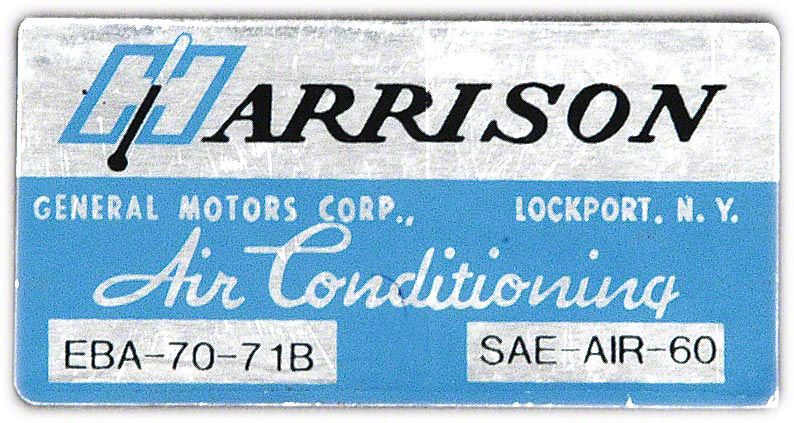 HARRISON
GENERAL MOTORS CORP., LOCKPORT. N. Y.
Air Conditioning
EBA-70-71B SAE-AIR-60